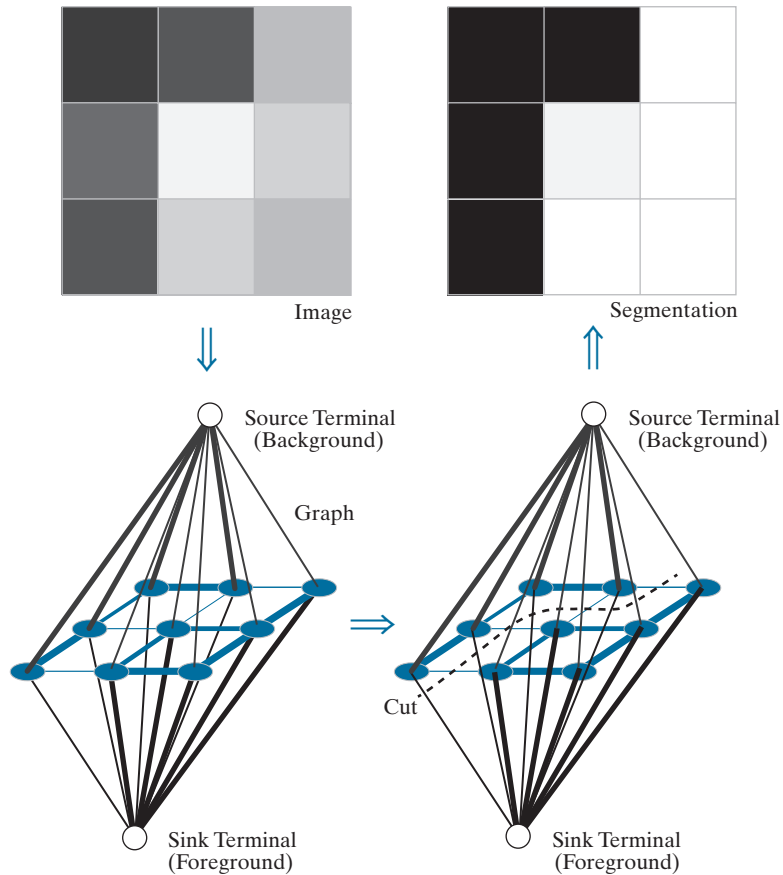 Image
Segmentation
Source Terminal
(Background)
Graph
Sink Terminal
(Foreground)
Source Terminal
(Background)
Cut
Sink Terminal
(Foreground)